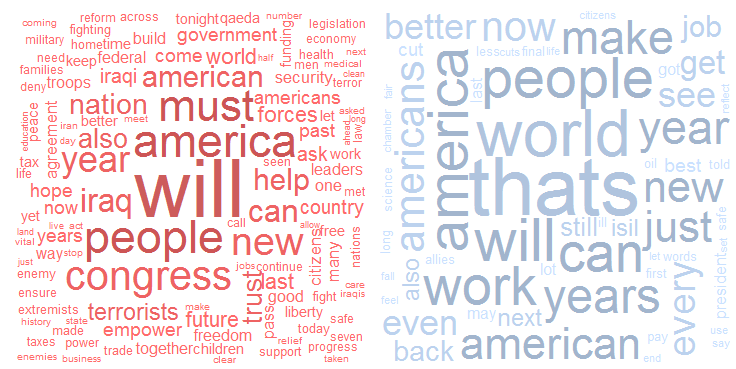 coming reform across tonight qaeda number
military fighting legislation
hometime build government funding economy
need keep federal come world health next
families iraqi american men medical
deny troops security half clean terror
nation must americans
peace agreement better meet forces let asked
iran also america past ahead law long
education day year seen ask work
tax will leaders
life hope iraq help one met
yet now people can country
land years new call free allow
vital live act way stop citizens many nations
just congress trust last jobs continue care
enemy good fight iraqis
ensure terrorists pass liberty
extremists future make today safe
history state empower freedom relief seven
made support progress
taxes power trade together children taken
enemies business clear
citizens
better now make job
less cuts final life
cut people got get
fair americans america last see reflect
chamber world year
science oil best told
thats new
long still ill isil just
also will can let words safe
fall allies lot first president set
feel work years every
may next use
even pay say
back american end